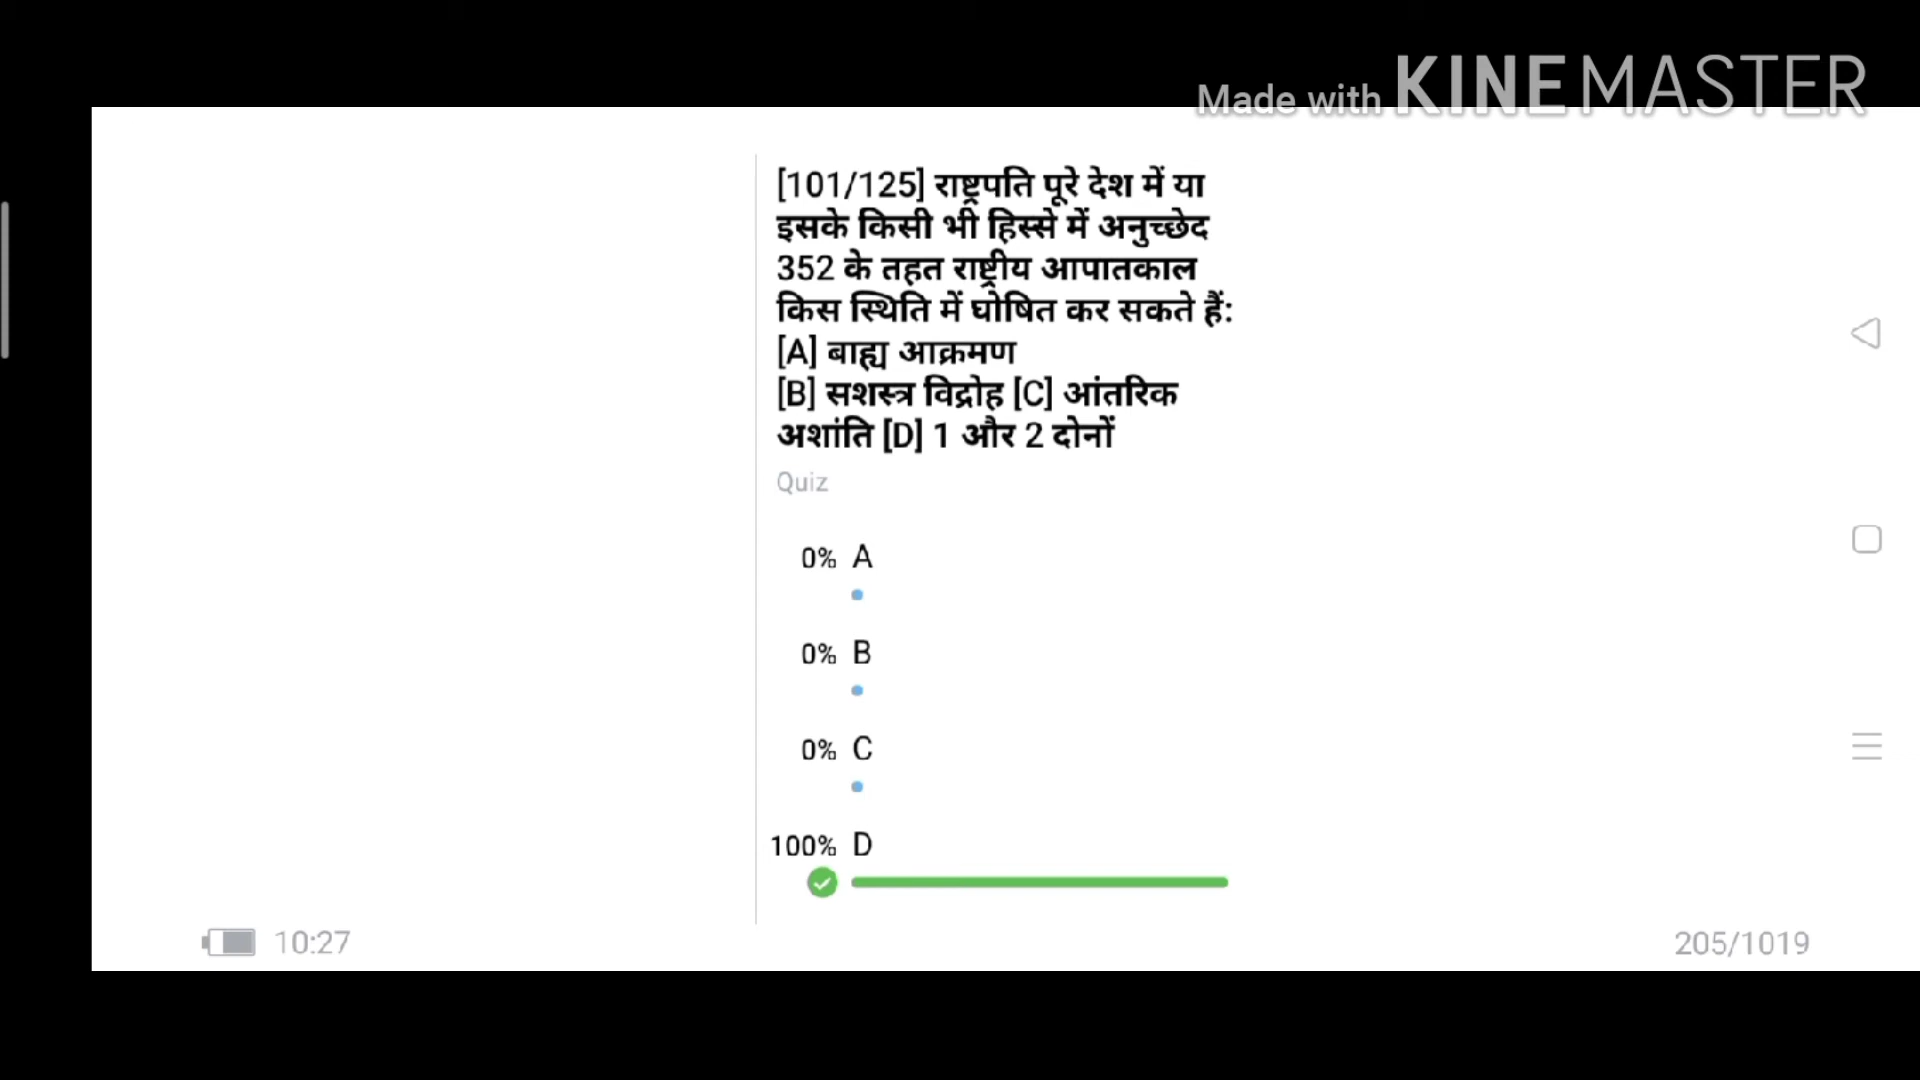 Made with KINEMASTER
[101/125] राष्ट्रपति पूरे देश में या
इसके किसी भी हिस्से में अनुच्छेद
352 के तहत राष्ट्रीय आपातकाल
किस स्थिति में घोषित कर सकते हैं:
[A] बाह्य आक्रमण
[B] सशस्त्र विद्रोह [C] आंतरिक
अशांति [D] 1 और 2 दोनों
Quiz
0% A
0% B
0% C
100% D
10:27
205/1019